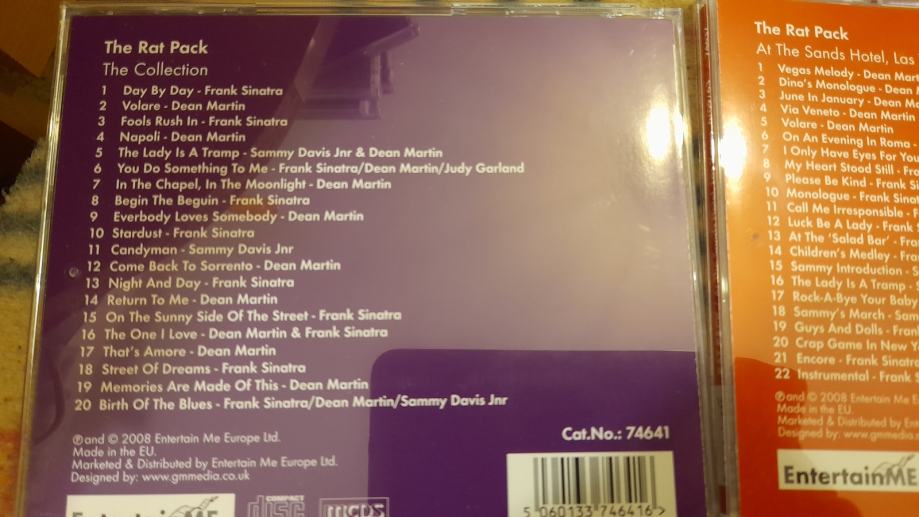 The Rat Pack
The Collection
1 Day By Day - Frank Sinatra
2 Volare - Dean Martin
3 Fools Rush In - Frank Sinatra
4 Napoli - Dean Martin
5 The Lady Is A Tramp - Sammy Davis Jnr & Dean Martin
6 You Do Something To Me - Frank Sinatra/Dean Martin/Judy Garland
7 In The Chapel, In The Moonlight - Dean Martin
8 Begin The Beguin - Frank Sinatra
9 Everbody Loves Somebody - Dean Martin
10 Stardust - Frank Sinatra
11 Candyman - Sammy Davis Jnr
12 Come Back To Sorrento - Dean Martin
13 Night And Day - Frank Sinatra
14 Return To Me - Dean Martin
15 On The Sunny Side Of The Street - Frank Sinatra
16 The One I Love - Dean Martin & Frank Sinatra
17 That's Amore - Dean Martin
18 Street Of Dreams - Frank Sinatra
19 Memories Are Made Of This - Dean Martin
20 Birth Of The Blues - Frank Sinatra/Dean Martin/Sammy Davis Jnr
℗and © 2008 Entertain Me Europe Ltd.
Made in the EU.
Marketed & Distributed by Entertain Me Europe Ltd.
Designed by: www.gmmedia.co.uk
Cat.No.: 74641
EntertainME
COMPACT
disc
5 060133 746416 >
The Rat Pack
At The Sands Hotel, Las
1 Vegas Melody - Dean Mart
2 Dino's Monologue - Dean
3 June In January - Dean Ma
4 Via Veneto - Dean Martin
5 Volare - Dean Martin
6 On An Evening In Roma -
7 I Only Have Eyes For You
8 My Heart Stood Still - Fra
9 Please Be Kind - Frank Si
10 Monologue - Frank Sinat
11 Call Me Irresponsible -
12 Luck Be A Lady - Frank S
13 At The 'Salad Bar' - Fra
14 Children's Medley - Fra
15 Sammy Introduction - S
16 The Lady Is A Tramp -
17 Rock-A-Bye Your Baby
18 Sammy's March - Sam
19 Guys And Dolls - Frank
20 Crap Game In New Y
21 Encore - Frank Sinatra
22 Instrumental - Frank S
℗and © 2008 Entertain
Made in the EU.
Marketed & Distributed by Ent
Designed by: www.gmmedia.
EntertainME